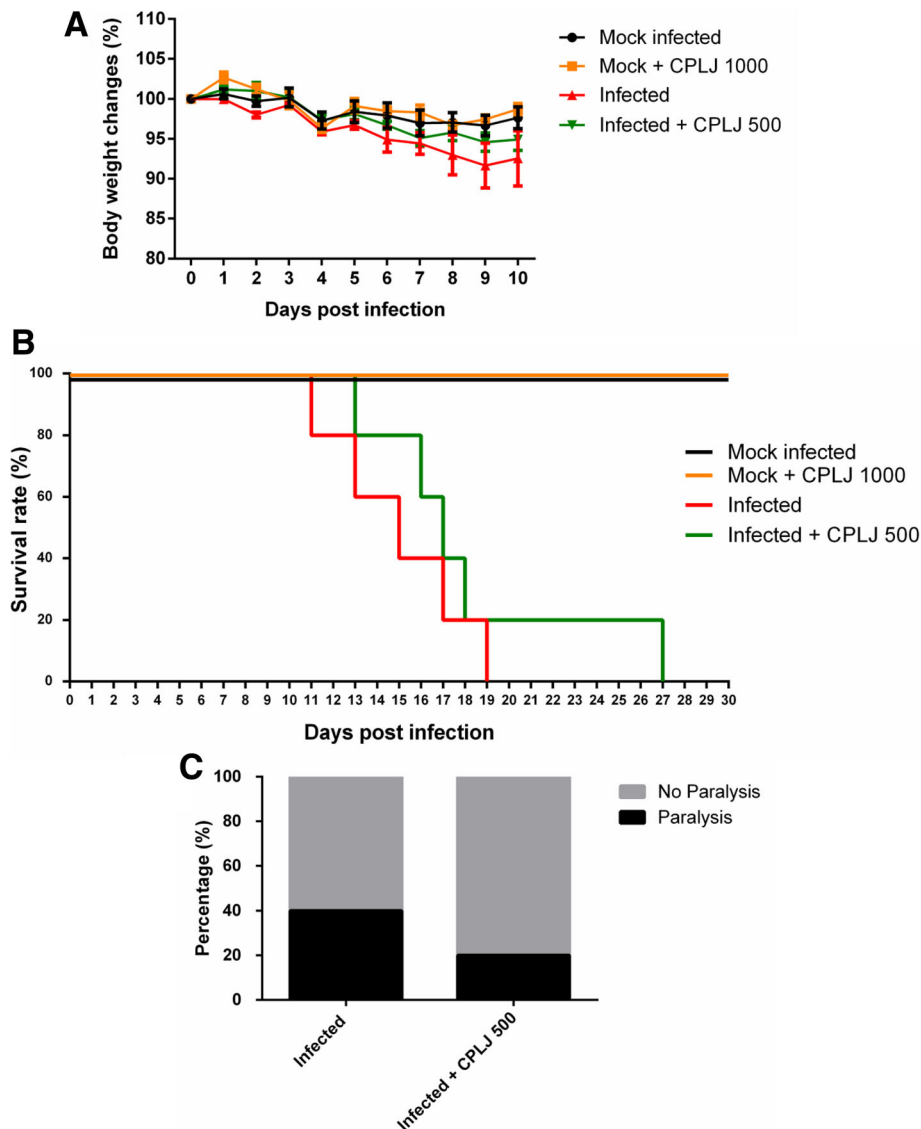 A
Body weight changes (%)
110
105
100
95
90
85
80
0 1 2 3 4 5 6 7 8 9 10
Days post infection
Mock infected
Mock + CPLJ 1000
Infected
Infected + CPLJ 500
B
Survival rate (%)
100
80
60
40
20
0
0 1 2 3 4 5 6 7 8 9 10 11 12 13 14 15 16 17 18 19 20 21 22 23 24 25 26 27 28 29 30
Days post infection
Mock infected
Mock + CPLJ 1000
Infected
Infected + CPLJ 500
C
Percentage (%)
100
80
60
40
20
0
Infected
Infected + CPLJ 500
No Paralysis
Paralysis